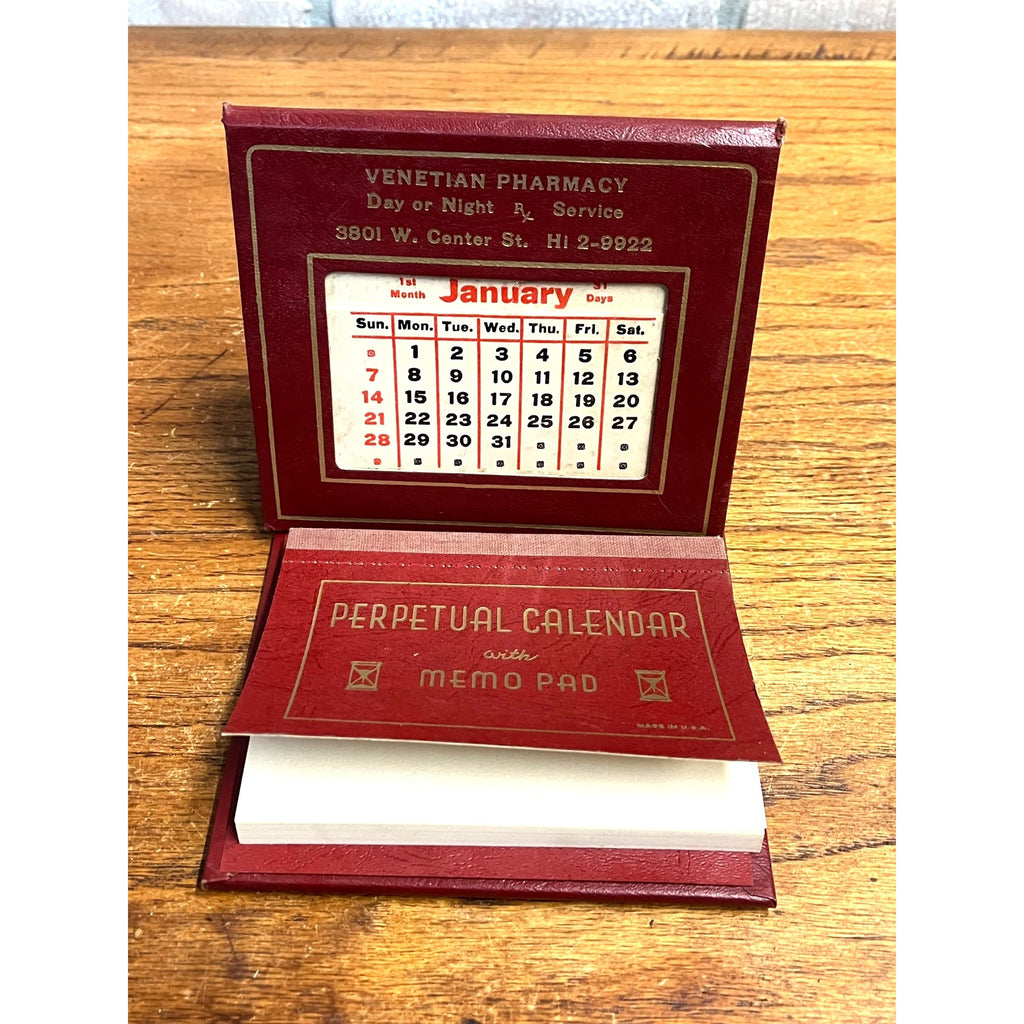 VENETIAN PHARMACY
Day or Night Rx Service
3801 W. Center St. HI 2-9922
1st Month January 31 Days
Sun. Mon. Tue. Wed. Thu. Fri. Sat.
1 2 3 4 5 6
7 8 9 10 11 12 13
14 15 16 17 18 19 20
21 22 23 24 25 26 27
28 29 30 31
PERPETUAL CALENDAR
with
MEMO PAD
MADE IN U.S.A.